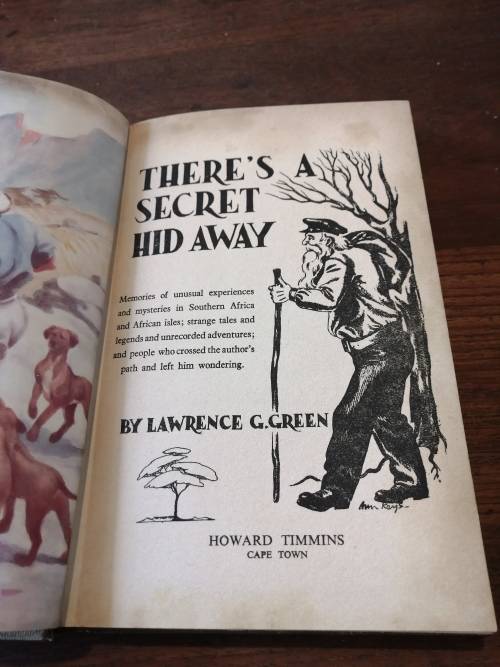 THERE'S A
SECRET
HID AWAY
Memories of unusual experiences
and mysteries in Southern Africa
and African isles; strange tales and
legends and unrecorded adventures;
and people who crossed the author's
path and left him wondering.
BY LAWRENCE G.GREEN
Ann Keys
HOWARD TIMMINS
CAPE TOWN